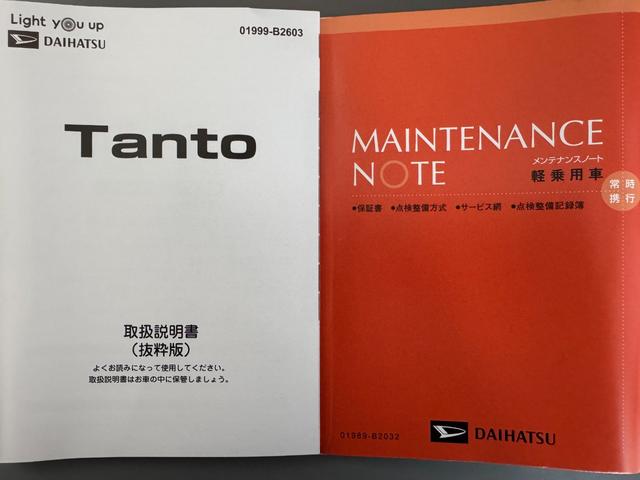 Light you up
DAIHATSU
01999-B2603
Tanto
取扱説明書
（抜粋版）
よくお読みになって使用してください。
取扱説明書はお車の中に保管しましょう。
MAINTENANCE
NOTE
メンテナンスノート
軽乗用車
常時
携行
●保証書 ●点検整備方式 ●サービス網 ●点検整備記録簿
01989-B2032
DAIHATSU